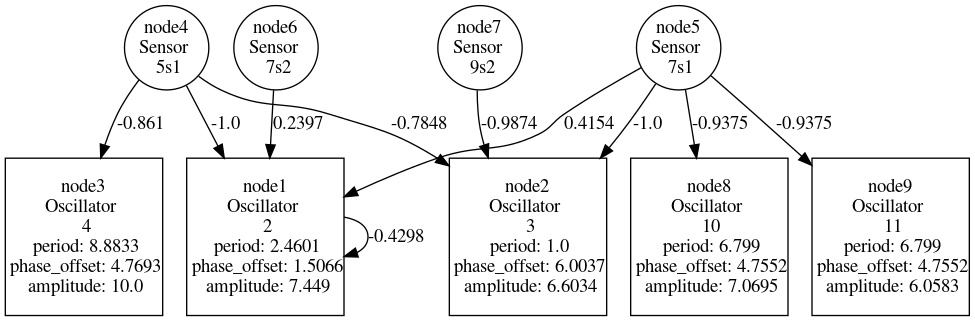 node4
Sensor
5s1
node6
Sensor
7s2
node7
Sensor
9s2
node5
Sensor
7s1
-0.861
-1.0
0.2397
-0.7848
-0.9874
0.4154
-1.0
-0.9375
-0.9375
node3
Oscillator
4
period: 8.8833
phase_offset: 4.7693
amplitude: 10.0
node1
Oscillator
2
period: 2.4601
phase_offset: 1.5066
amplitude: 7.449
-0.4298
node2
Oscillator
3
period: 1.0
phase_offset: 6.0037
amplitude: 6.6034
node8
Oscillator
10
period: 6.799
phase_offset: 4.7552
amplitude: 7.0695
node9
Oscillator
11
period: 6.799
phase_offset: 4.7552
amplitude: 6.0583